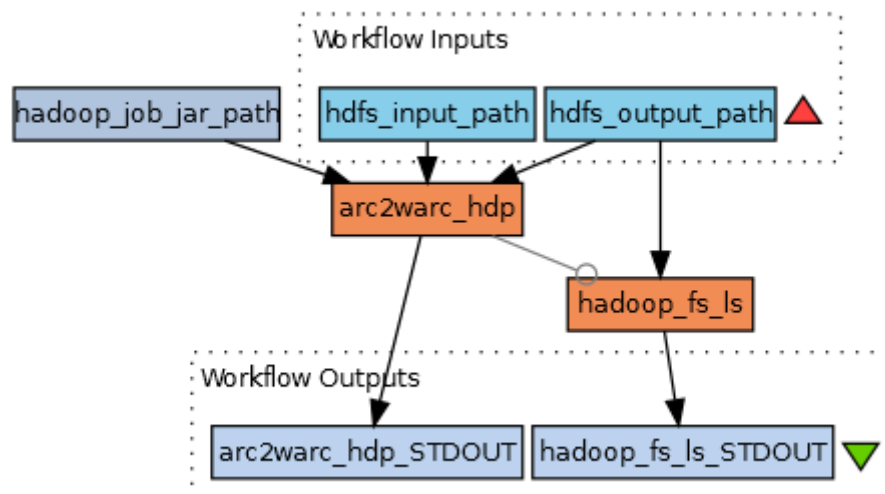 Workflow Inputs
hadoop_job_jar_path
hdfs_input_path
hdfs_output_path
arc2warc_hdp
hadoop_fs_ls
Workflow Outputs
arc2warc_hdp_STDOUT
hadoop_fs_ls_STDOUT